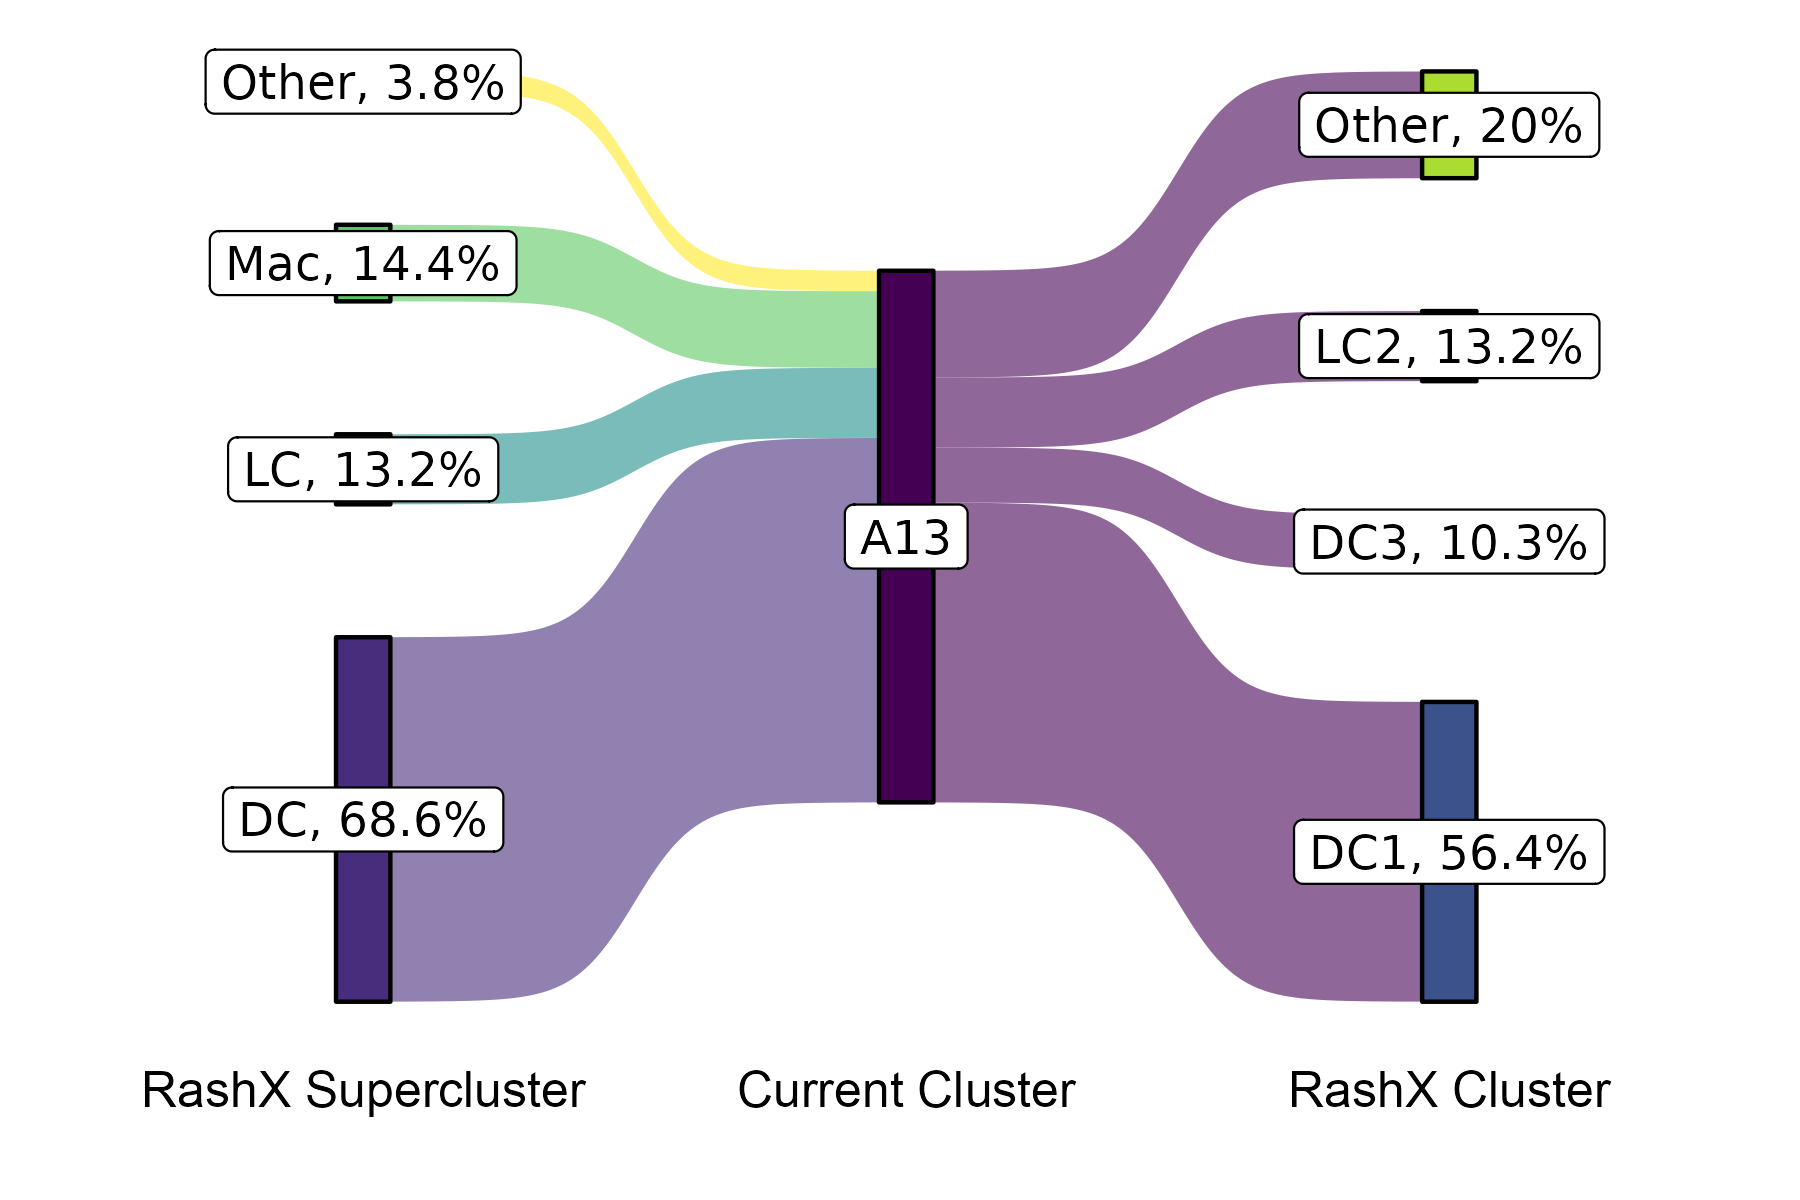 Other, 3.8%
Mac, 14.4%
LC, 13.2%
DC, 68.6%
A13
Other, 20%
LC2, 13.2%
DC3, 10.3%
DC1, 56.4%
RashX Supercluster
Current Cluster
RashX Cluster